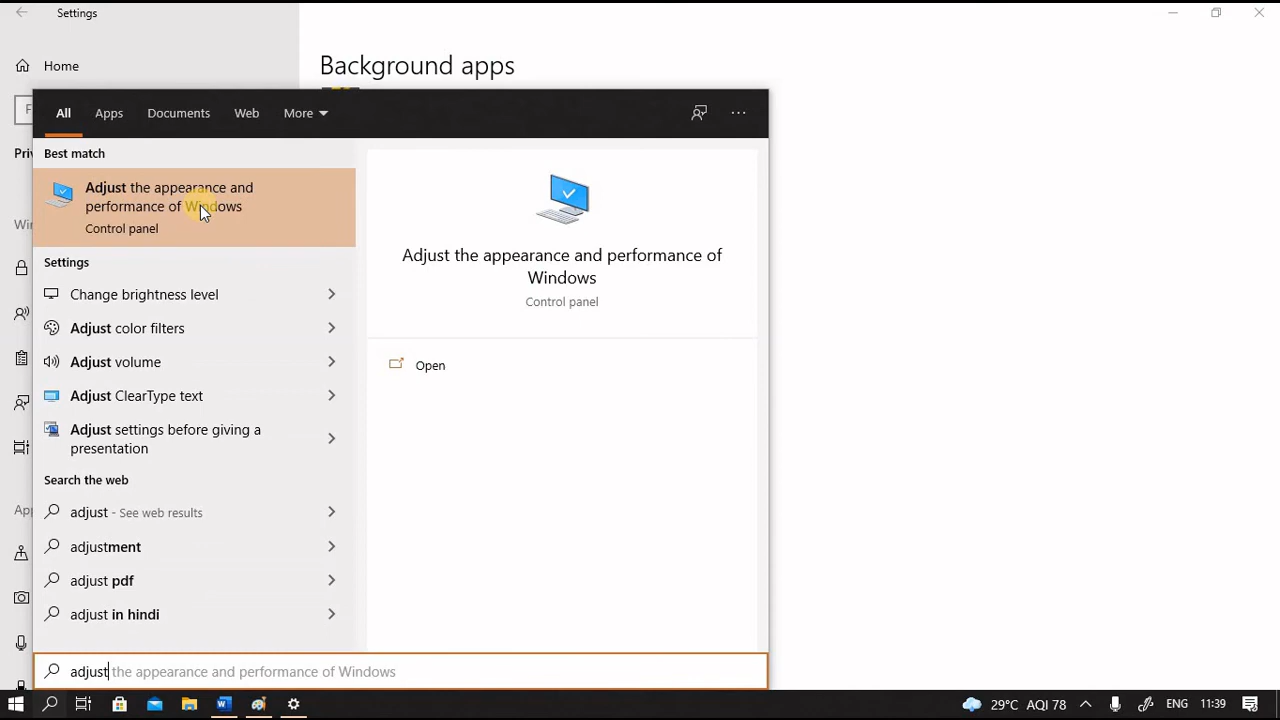 Settings
Home
Background apps
F
All Apps Documents Web More
Priv
Best match
Adjust the appearance and
performance of Windows
Control panel
Adjust the appearance and performance of
Windows
Control panel
Open
Win
Settings
Change brightness level
Adjust color filters
Adjust volume
Adjust ClearType text
Adjust settings before giving a
presentation
Search the web
App
adjust - See web results
adjustment
adjust pdf
adjust in hindi
adjust the appearance and performance of Windows
29°C AQI 78 ENG 11:39